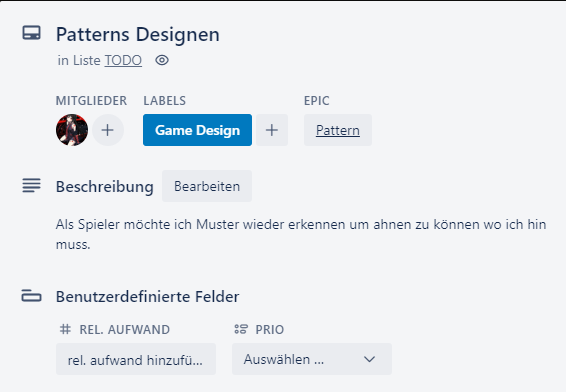 Patterns Designen
in Liste TODO
MITGLIEDER LABELS EPIC
Game Design Pattern
Beschreibung Bearbeiten
Als Spieler möchte ich Muster wieder erkennen um ahnen zu können wo ich hin
muss.
Benutzerdefinierte Felder
REL. AUFWAND PRIO
rel. aufwand hinzufü... Auswählen ...